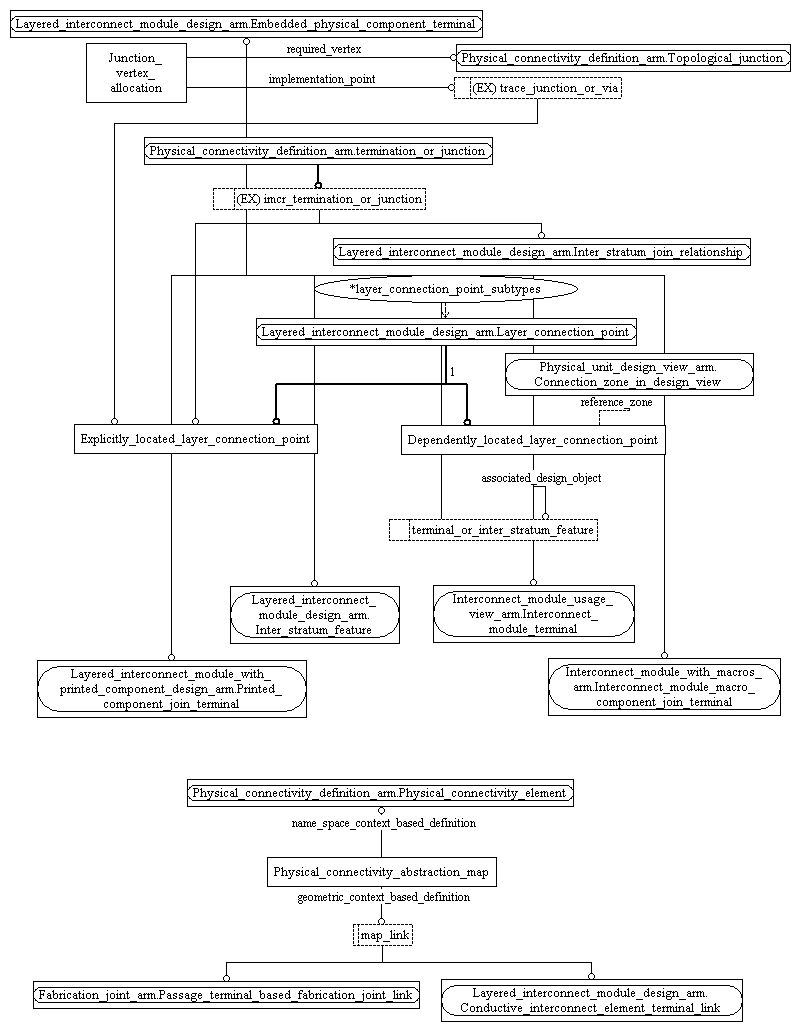 Layered_interconnect_module_design_arm.Embedded_physical_component_terminal
required_vertex
Junction_
vertex_
allocation
Physical_connectivity_definition_arm.Topological_junction
implementation_point
(EX) trace_junction_or_via
Physical_connectivity_definition_arm.termination_or_junction
(EX) imcr_termination_or_junction
Layered_interconnect_module_design_arm.Inter_stratum_join_relationship
*layer_connection_point_subtypes
Layered_interconnect_module_design_arm.Layer_connection_point
1
Physical_unit_design_view_arm.
Connection_zone_in_design_view
reference_zone
Explicitly_located_layer_connection_point
Dependently_located_layer_connection_point
associated_design_object
terminal_or_inter_stratum_feature
Layered_interconnect_
module_design_arm.
Inter_stratum_feature
Interconnect_module_usage_
view_arm.Interconnect_
module_terminal
Layered_interconnect_module_with_
printed_component_design_arm.Printed_
component_join_terminal
Interconnect_module_with_macros_
arm.Interconnect_module_macro_
component_join_terminal
Physical_connectivity_definition_arm.Physical_connectivity_element
name_space_context_based_definition
Physical_connectivity_abstraction_map
geometric_context_based_definition
map_link
Fabrication_joint_arm.Passage_terminal_based_fabrication_joint_link
Layered_interconnect_module_design_arm.
Conductive_interconnect_element_terminal_link